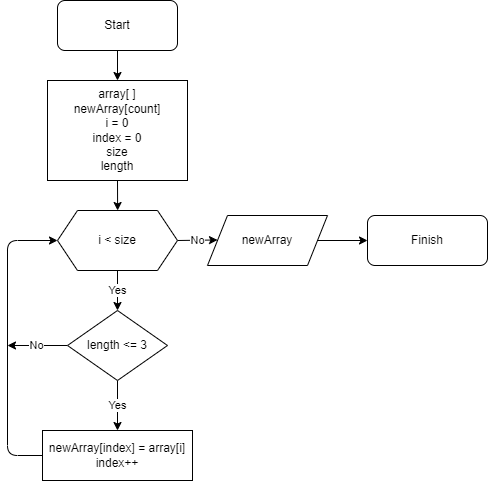 Start
array[ ]
newArray[count]
i = 0
index = 0
size
length
i < size
No
newArray
Finish
Yes
length <= 3
No
Yes
newArray[index] = array[i]
index++